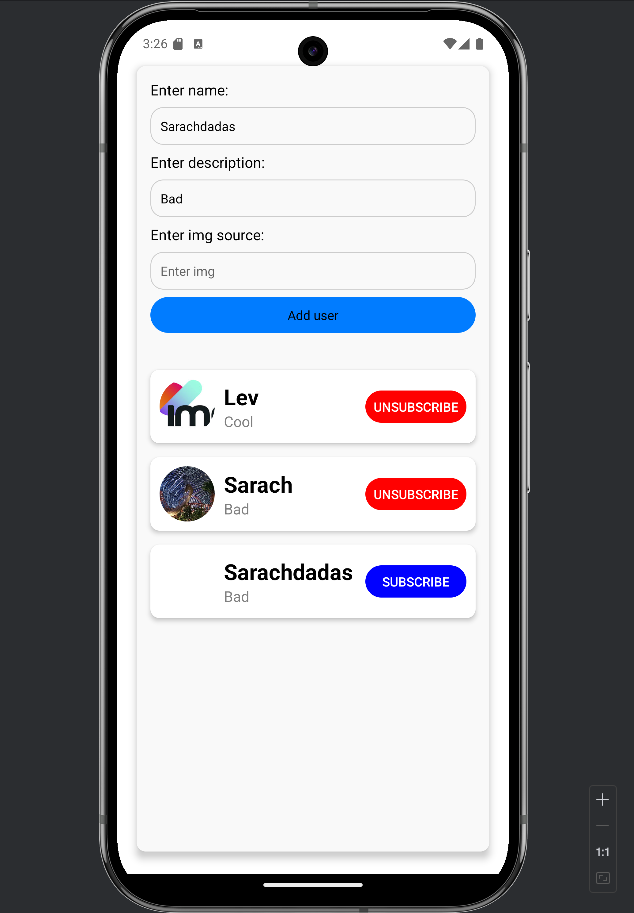 3:26
Enter name:
Sarachdadas
Enter description:
Bad
Enter img source:
Enter img
Add user
im
Lev
Cool
UNSUBSCRIBE
Sarach
Bad
UNSUBSCRIBE
Sarachdadas
Bad
SUBSCRIBE
1:1